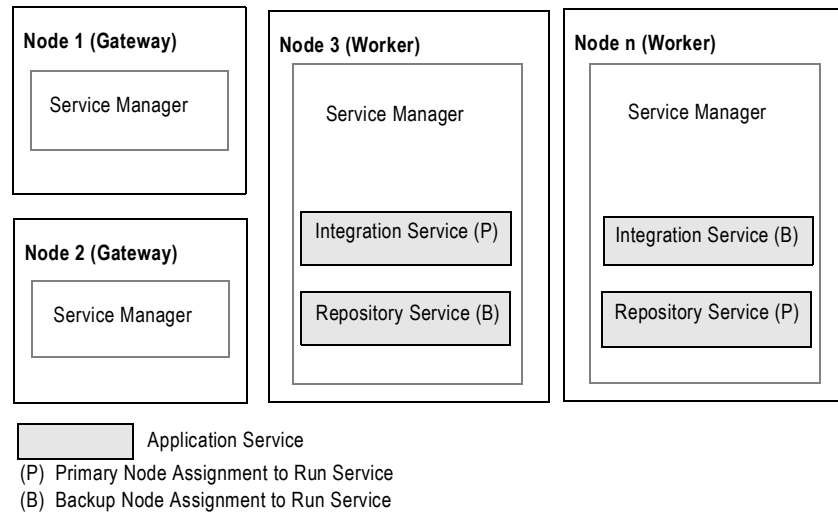 Node 1 (Gateway)
Service Manager
Node 2 (Gateway)
Service Manager
Node 3 (Worker)
Service Manager
Integration Service (P)
Repository Service (B)
Node n (Worker)
Service Manager
Integration Service (B)
Repository Service (P)
Application Service
(P) Primary Node Assignment to Run Service
(B) Backup Node Assignment to Run Service